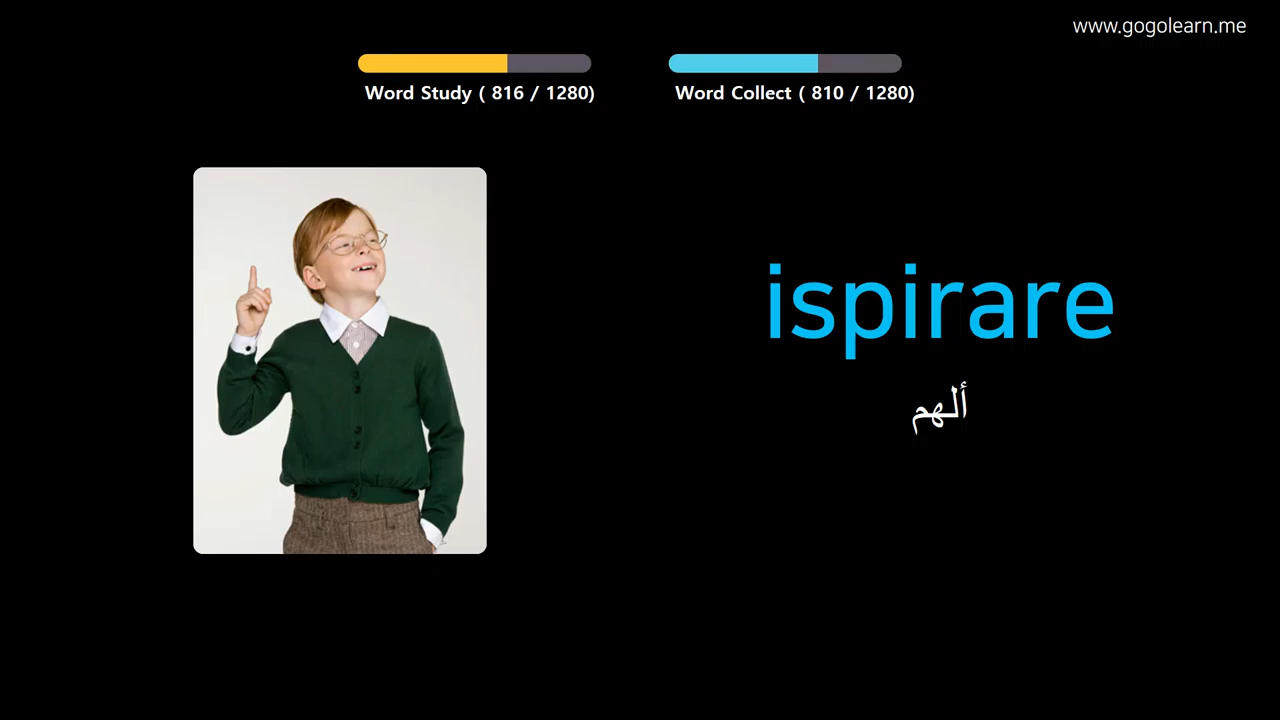 www.gogolearn.me
Word Study ( 816 / 1280)
Word Collect ( 810 / 1280)
ispirare
ألهم